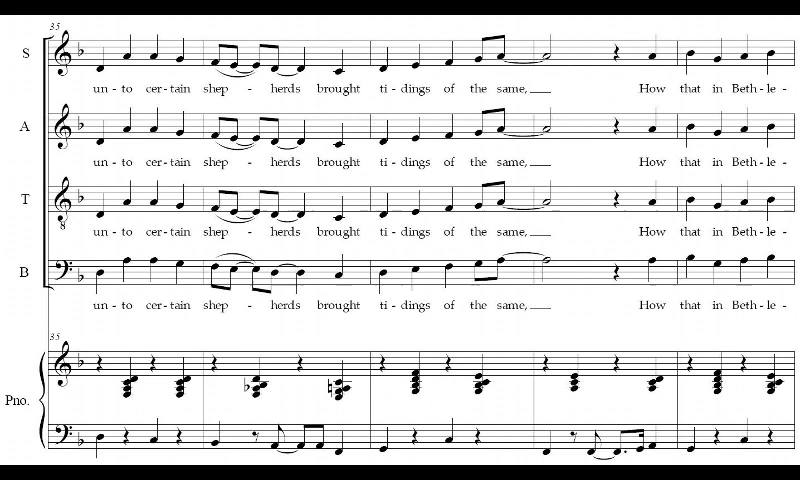 35
S
un - to cer - tain shep - herds brought ti - dings of the same, How that in Beth - le -
A
un - to cer - tain shep - herds brought ti - dings of the same, How that in Beth - le -
T
8
un - to cer - tain shep - herds brought ti - dings of the same, How that in Beth - le -
B
un - to cer - tain shep - herds brought ti - dings of the same, How that in Beth - le -
35
Pno.